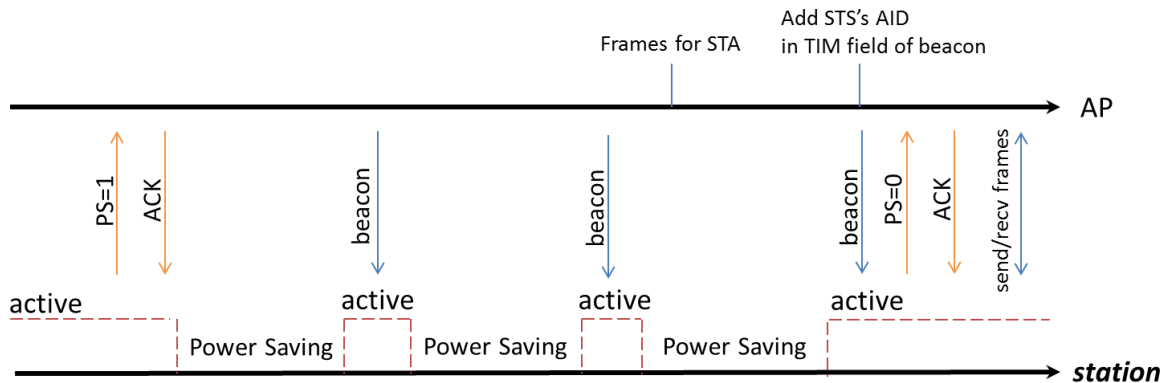 Frames for STA
Add STS's AID
in TIM field of beacon
AP
PS=1
ACK
beacon
beacon
beacon
PS=0
ACK
send/recv frames
active
active
active
active
Power Saving
Power Saving
Power Saving
station